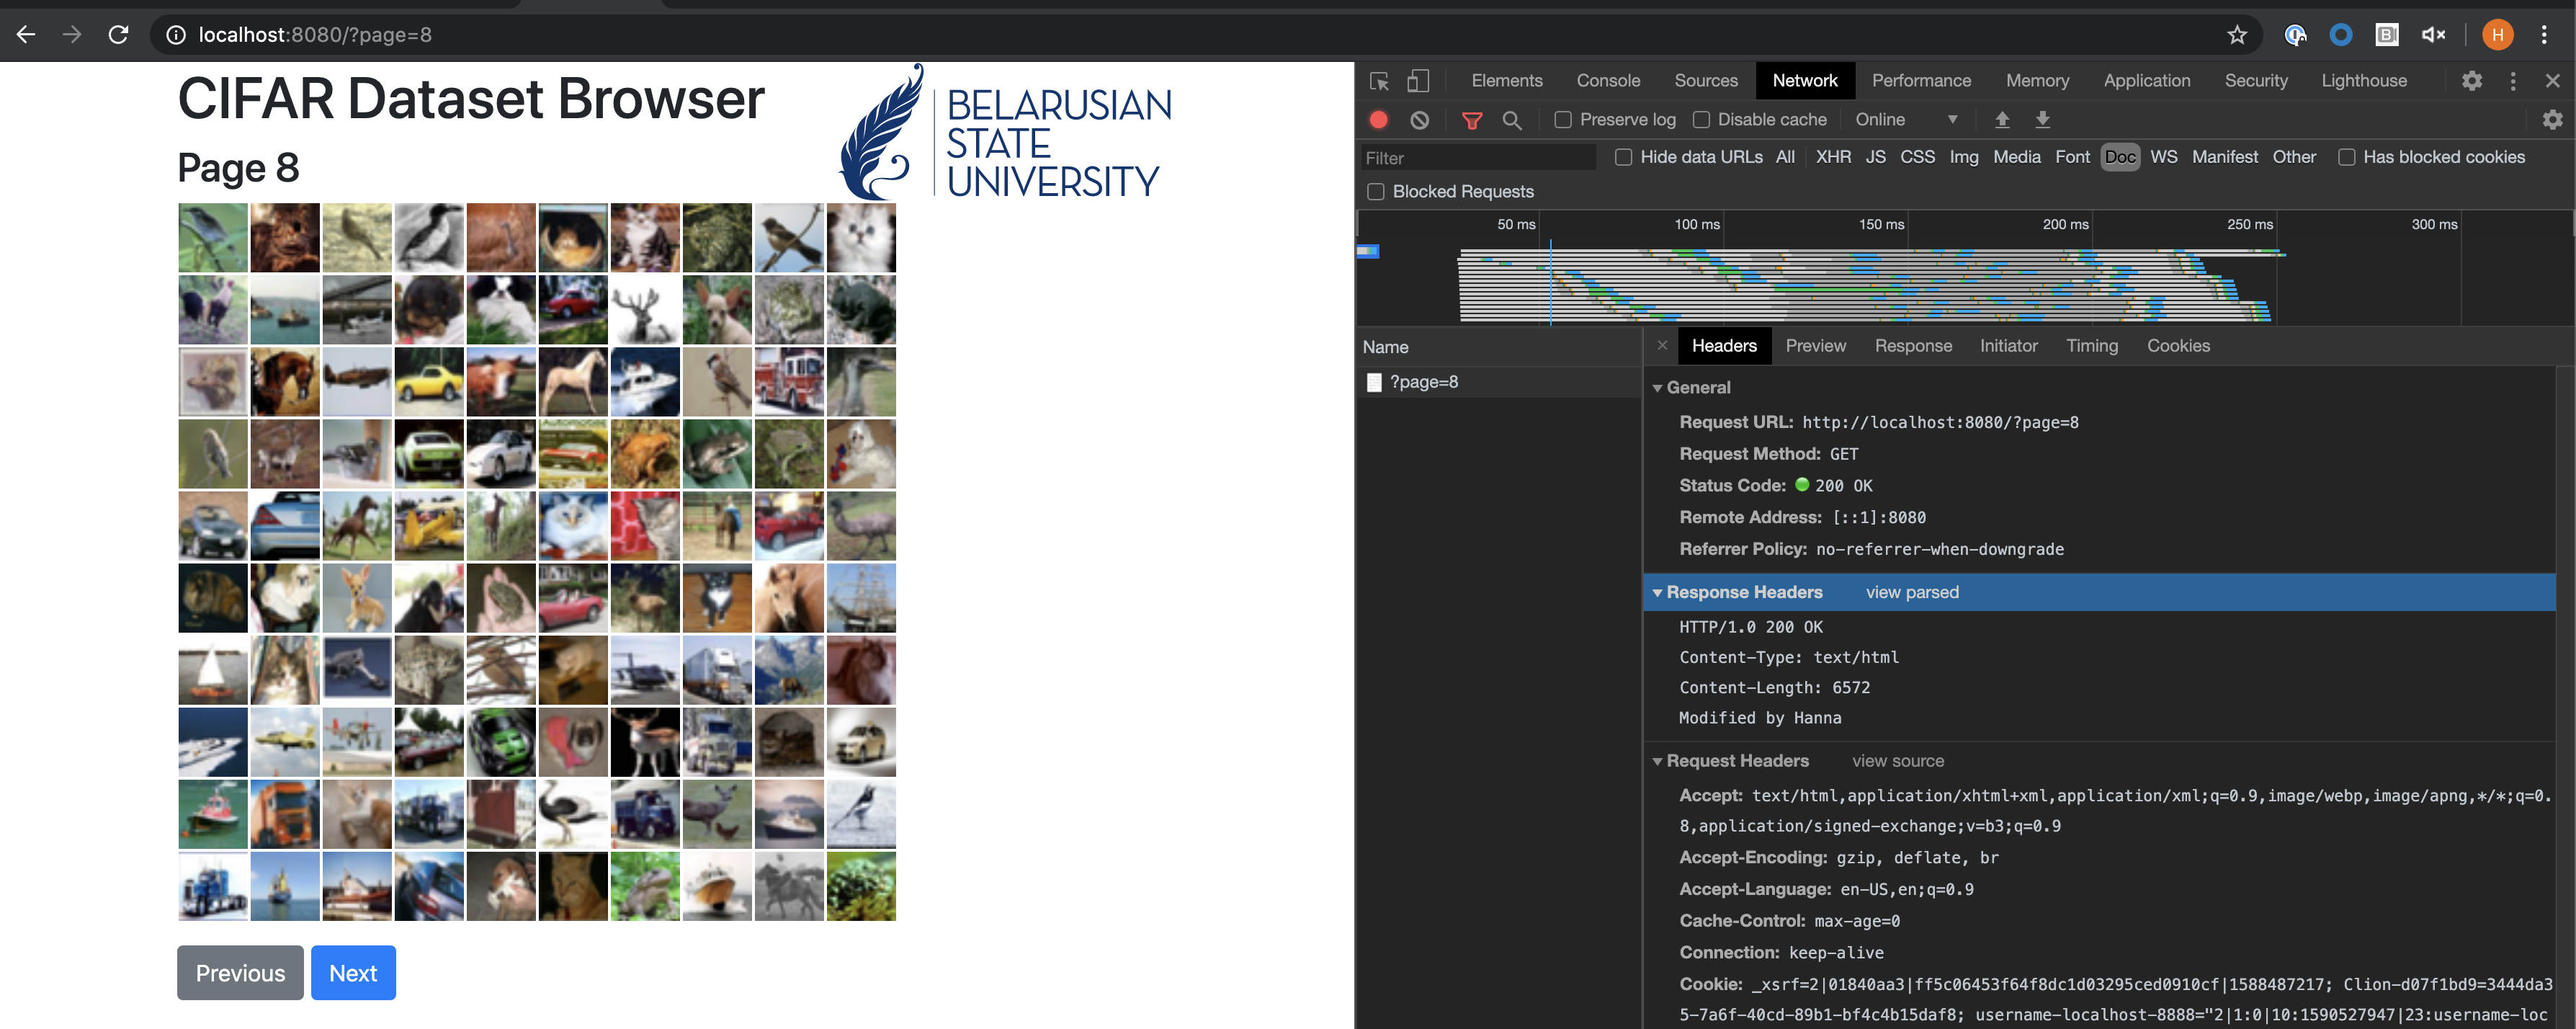 localhost:8080/?page=8
H
CIFAR Dataset Browser
Page 8
BELARUSIAN
STATE
UNIVERSITY
Previous
Next
Elements Console Sources Network Performance Memory Application Security Lighthouse
Preserve log Disable cache Online
Filter Hide data URLs All XHR JS CSS Img Media Font Doc WS Manifest Other Has blocked cookies
Blocked Requests
50 ms 100 ms 150 ms 200 ms 250 ms 300 ms
Name
?page=8
Headers Preview Response Initiator Timing Cookies
General
Request URL: http://localhost:8080/?page=8
Request Method: GET
Status Code: 200 OK
Remote Address: [::1]:8080
Referrer Policy: no-referrer-when-downgrade
Response Headers view parsed
HTTP/1.0 200 OK
Content-Type: text/html
Content-Length: 6572
Modified by Hanna
Request Headers view source
Accept: text/html,application/xhtml+xml,application/xml;q=0.9,image/webp,image/apng,*/*;q=0.
8,application/signed-exchange;v=b3;q=0.9
Accept-Encoding: gzip, deflate, br
Accept-Language: en-US,en;q=0.9
Cache-Control: max-age=0
Connection: keep-alive
Cookie: _xsrf=2|01840aa3|ff5c06453f64f8dc1d03295ced0910cf|1588487217; Clion-d07f1bd9=3444da3
5-7a6f-40cd-89b1-bf4c4b15daf8; username-localhost-8888="2|1:0|10:1590527947|23:username-loc